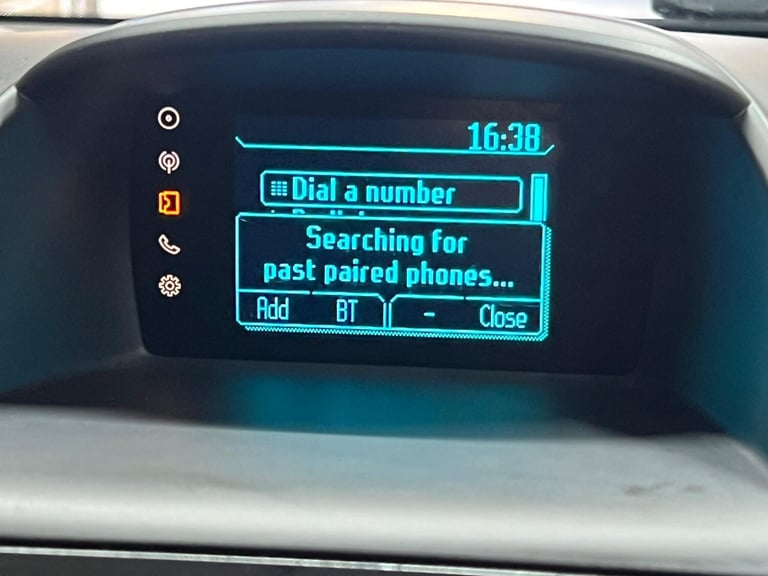 16:38
Dial a number
Searching for
past paired phones...
Add BT - Close